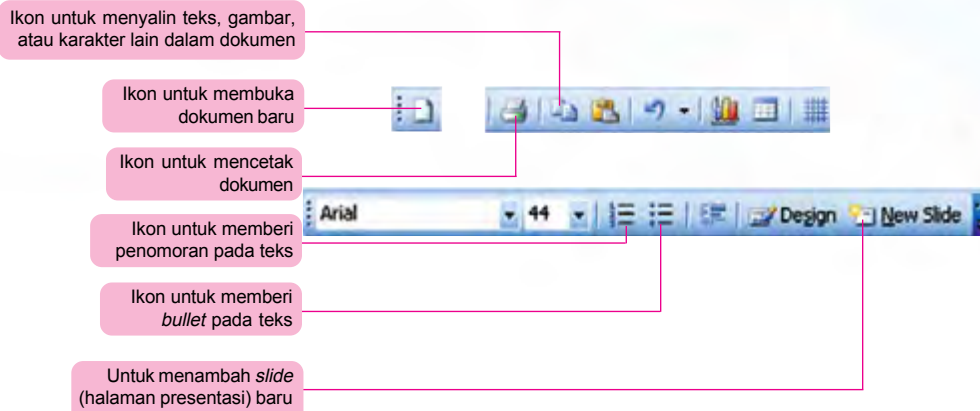 Ikon untuk menyalin teks, gambar,
atau karakter lain dalam dokumen
Ikon untuk membuka
dokumen baru
Ikon untuk mencetak
dokumen
Arial
44
Design
New Slide
Ikon untuk memberi
penomoran pada teks
Ikon untuk memberi
bullet pada teks
Untuk menambah slide
(halaman presentasi) baru